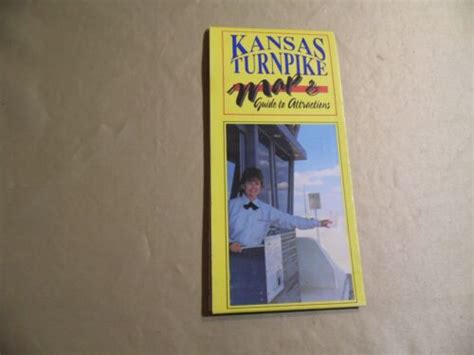 KANSAS
TURNPIKE
Map &
Guide to Attractions